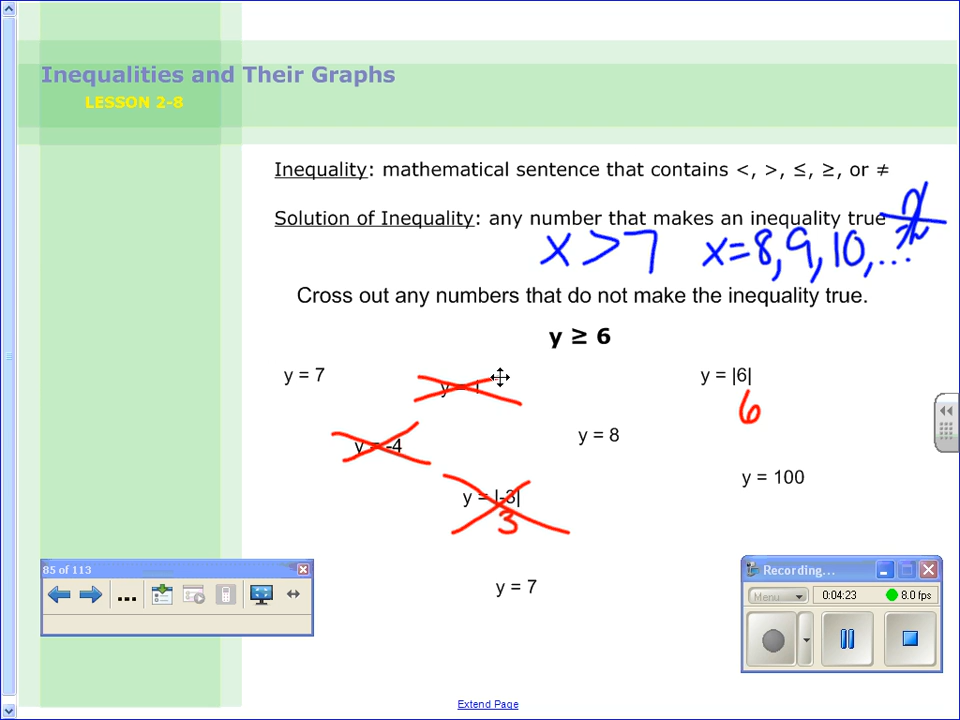 Inequalities and Their Graphs
LESSON 2-8
Inequality: mathematical sentence that contains <, >, ≤, ≥, or ≠
Solution of Inequality: any number that makes an inequality true
x > 7 x = 8, 9, 10, ...
Cross out any numbers that do not make the inequality true.
y ≥ 6
y = 7
y = |6|
6
y = -4
y = 8
y = 100
y = |-3|
3
y = 7
85 of 113
...
Recording...
Menu
0:04:23
8.0 fps
Extend Page